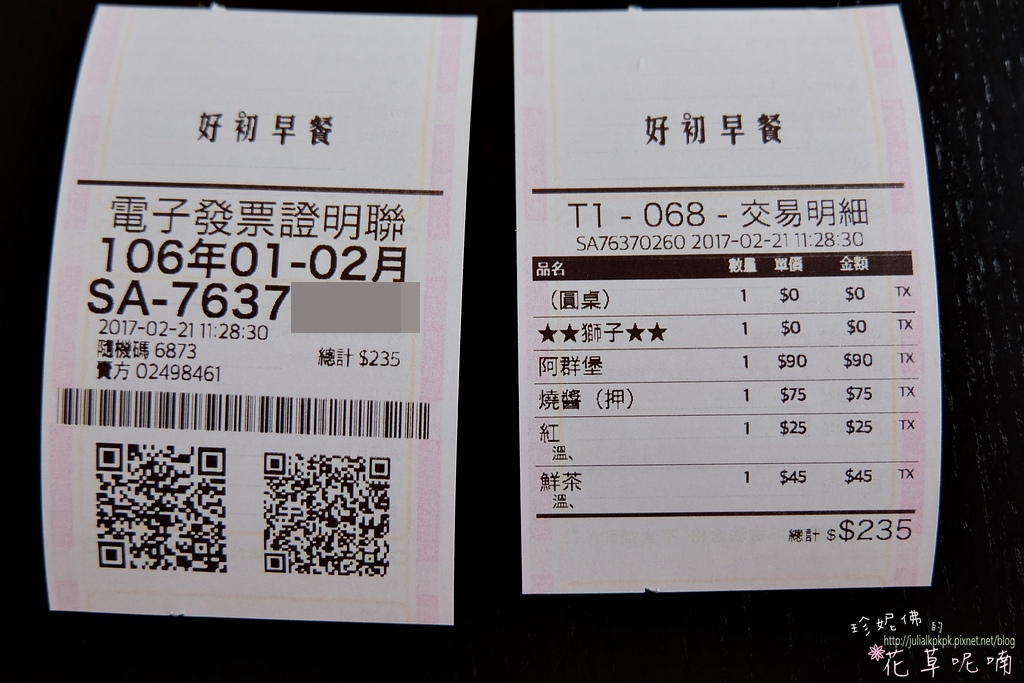 好初早餐
電子發票證明聯
106年01-02月
SA-7637
2017-02-21 11:28:30
隨機碼 6873 總計 $235
賣方 02498461
好初早餐
T1 - 068 - 交易明細
SA76370260 2017-02-21 11:28:30
品名 數量 單價 金額
(圓桌) 1 $0 $0 TX
★★獅子★★ 1 $0 $0 TX
阿群堡 1 $90 $90 TX
燒醬 (押) 1 $75 $75 TX
紅 1 $25 $25 TX
溫、
鮮茶 1 $45 $45 TX
溫、
總計 $$235
珍妮佛的
http://julialkpkpk.pixnet.net/blog
花草呢喃